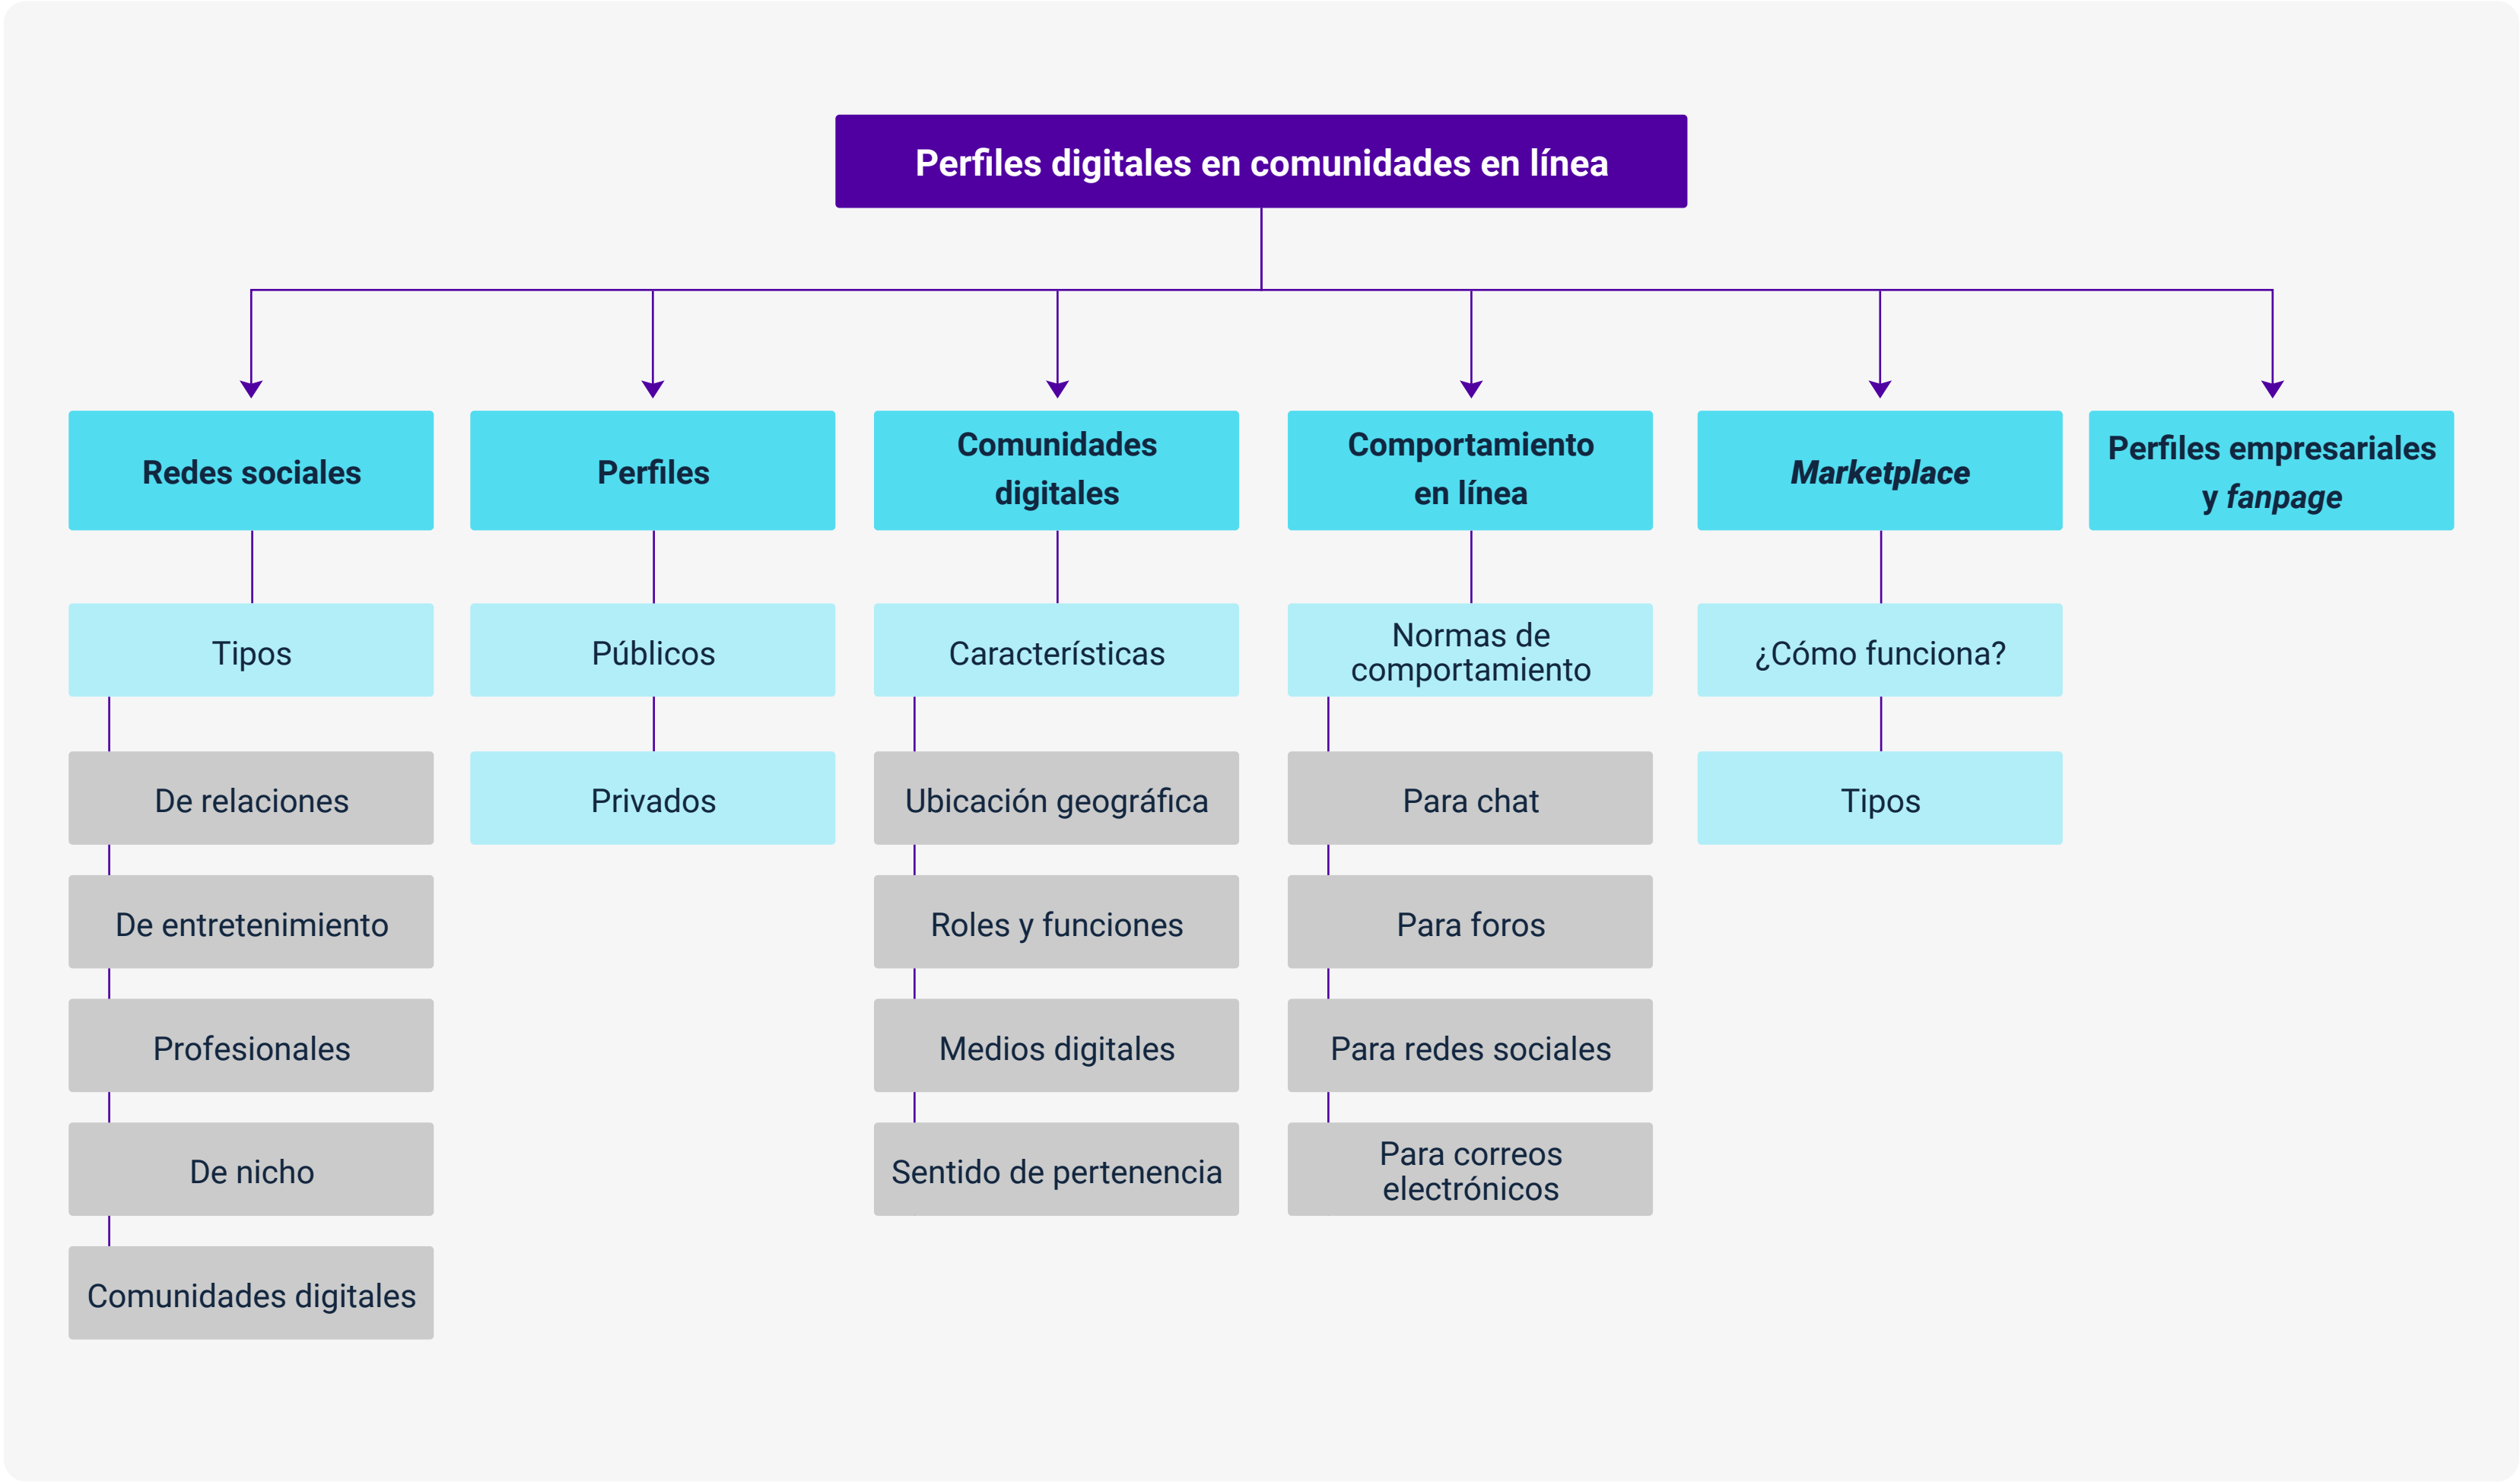 Perfiles digitales en comunidades en línea
Redes sociales
Tipos
De relaciones
De entretenimiento
Profesionales
De nicho
Comunidades digitales
Perfiles
Públicos
Privados
Comunidades
digitales
Características
Ubicación geográfica
Roles y funciones
Medios digitales
Sentido de pertenencia
Comportamiento
en línea
Normas de
comportamiento
Para chat
Para foros
Para redes sociales
Para correos
electrónicos
Marketplace
¿Cómo funciona?
Tipos
Perfiles empresariales
y fanpage